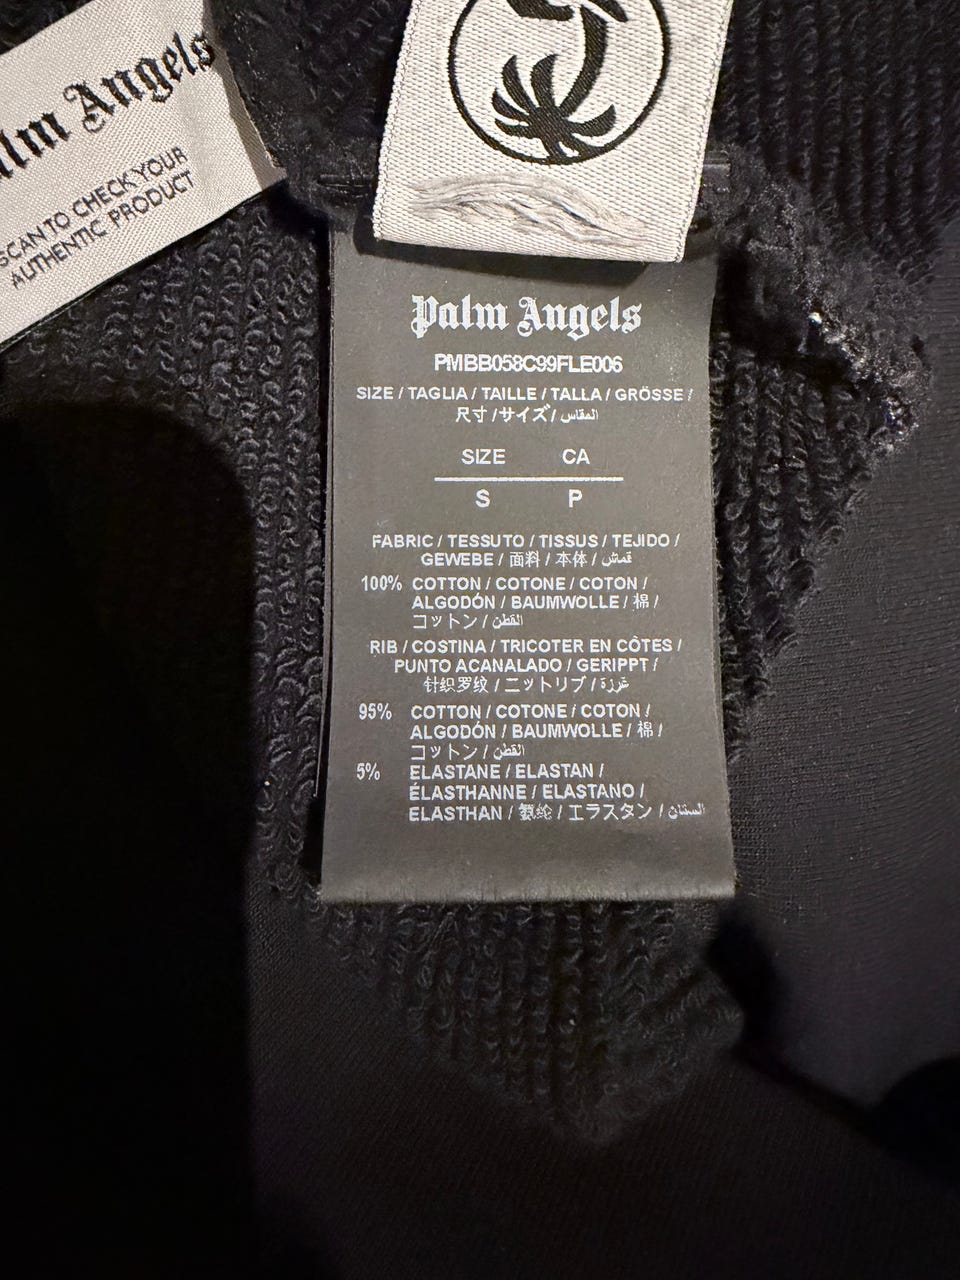 Palm Angels
SCAN TO CHECK YOUR
AUTHENTIC PRODUCT
Palm Angels
PMBB058C99FLE006
SIZE / TAGLIA / TAILLE / TALLA / GRÖSSE /
尺寸 / サイズ / المقاس
SIZE CA
S P
FABRIC / TESSUTO / TISSUS / TEJIDO /
GEWEBE / 面料 / 本体 / قماش
100% COTTON / COTONE / COTON /
ALGODÓN / BAUMWOLLE / 棉 /
コットン / القطن
RIB / COSTINA / TRICOTER EN CÔTES /
PUNTO ACANALADO / GERIPPT /
针织罗纹 / ニットリブ / غرزة
95% COTTON / COTONE / COTON /
ALGODÓN / BAUMWOLLE / 棉 /
コットン / القطن
5% ELASTANE / ELASTAN /
ÉLASTHANNE / ELASTANO /
ELASTHAN / 氨纶 / エラスタン /